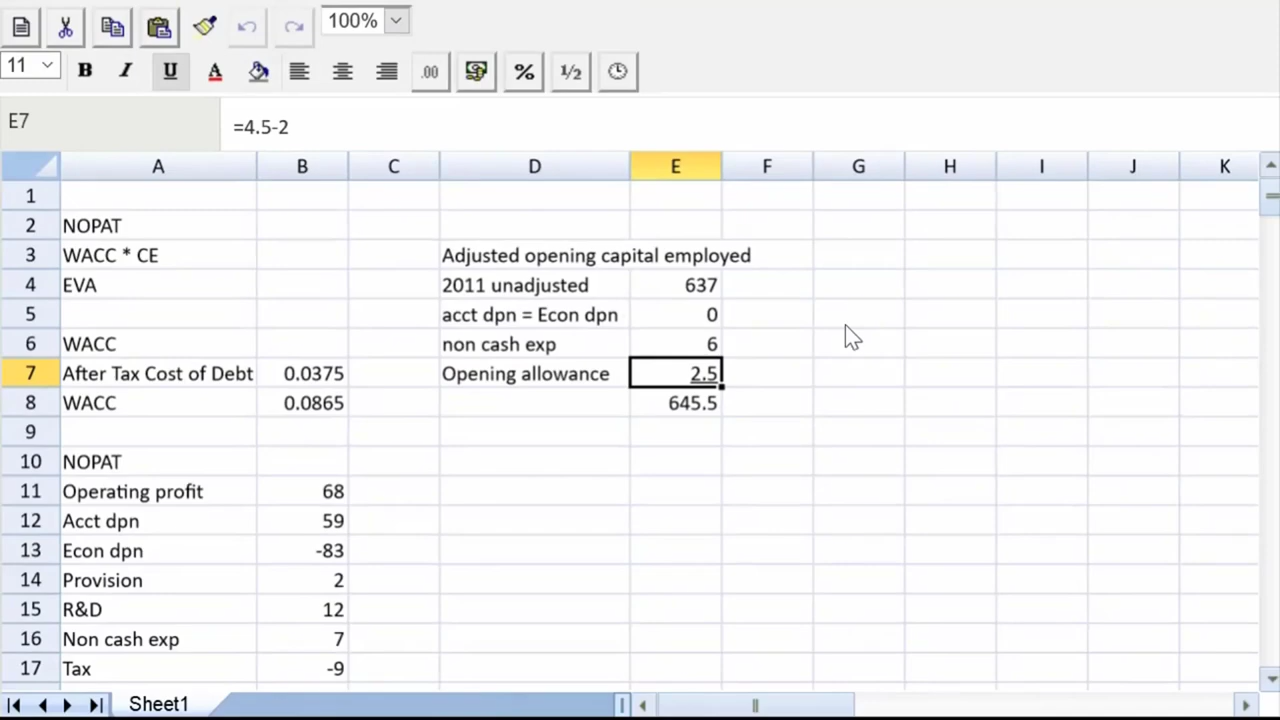 100%
11 B I U A .00 % 1/2
E7 =4.5-2
A B C D E F G H I J K
1
2 NOPAT
3 WACC * CE Adjusted opening capital employed
4 EVA 2011 unadjusted 637
5 acct dpn = Econ dpn 0
6 WACC non cash exp 6
7 After Tax Cost of Debt 0.0375 Opening allowance 2.5
8 WACC 0.0865 645.5
9
10 NOPAT
11 Operating profit 68
12 Acct dpn 59
13 Econ dpn -83
14 Provision 2
15 R&D 12
16 Non cash exp 7
17 Tax -9
Sheet1